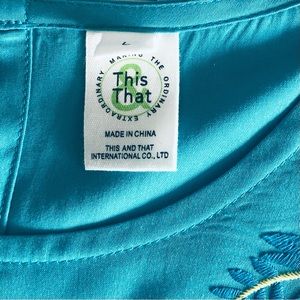 MAKING THE ORDINARY EXTRAORDINARY
This
&
That
MADE IN CHINA
THIS AND THAT
INTERNATIONAL CO., LTD